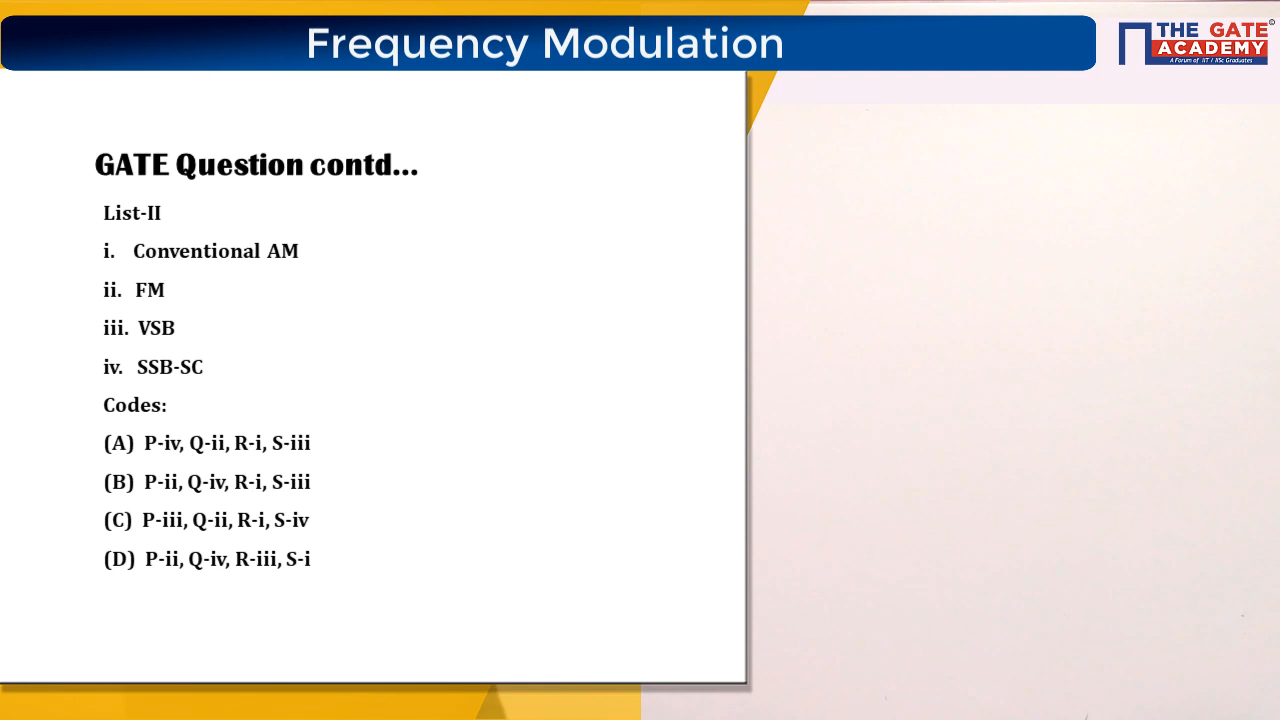 Frequency Modulation
THE GATE
ACADEMY
A Forum of IIT / IISc Graduates
GATE Question contd...
List-II
i. Conventional AM
ii. FM
iii. VSB
iv. SSB-SC
Codes:
(A) P-iv, Q-ii, R-i, S-iii
(B) P-ii, Q-iv, R-i, S-iii
(C) P-iii, Q-ii, R-i, S-iv
(D) P-ii, Q-iv, R-iii, S-i